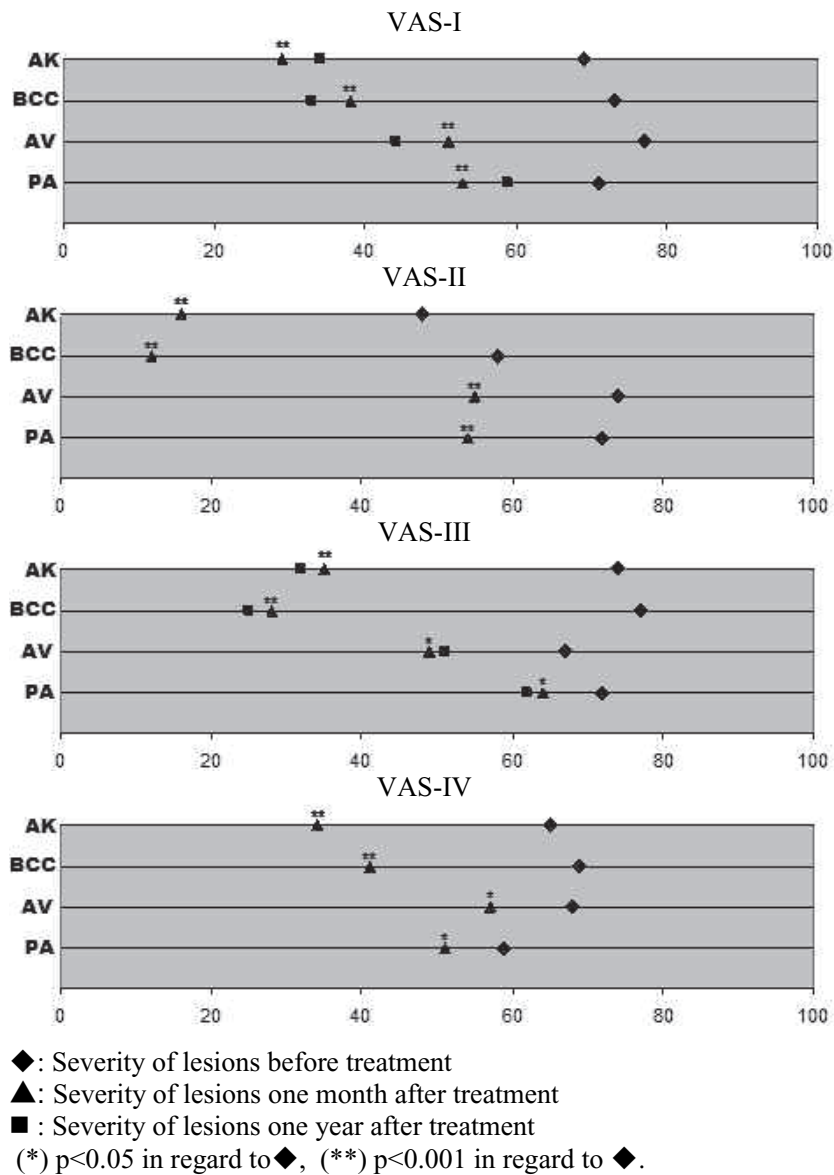 VAS-I
**
AK
**
BCC
**
AV
**
PA
0 20 40 60 80 100
VAS-II
**
AK
**
BCC
**
AV
**
PA
0 20 40 60 80 100
VAS-III
**
AK
**
BCC
*
AV
*
PA
0 20 40 60 80 100
VAS-IV
**
AK
**
BCC
*
AV
*
PA
0 20 40 60 80 100
◆: Severity of lesions before treatment
▲: Severity of lesions one month after treatment
■ : Severity of lesions one year after treatment
(*) p<0.05 in regard to◆, (**) p<0.001 in regard to ◆.